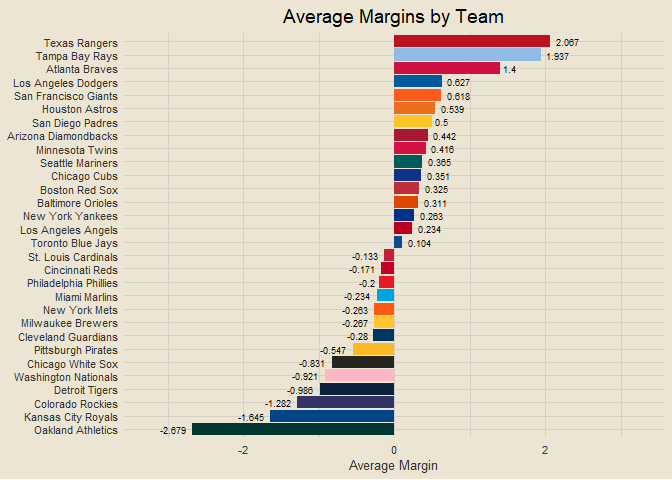 Average Margins by Team
Texas Rangers 2.067
Tampa Bay Rays 1.937
Atlanta Braves 1.4
Los Angeles Dodgers 0.627
San Francisco Giants 0.618
Houston Astros 0.539
San Diego Padres 0.5
Arizona Diamondbacks 0.442
Minnesota Twins 0.416
Seattle Mariners 0.365
Chicago Cubs 0.351
Boston Red Sox 0.325
Baltimore Orioles 0.311
New York Yankees 0.263
Los Angeles Angels 0.234
Toronto Blue Jays 0.104
St. Louis Cardinals -0.133
Cincinnati Reds -0.171
Philadelphia Phillies -0.2
Miami Marlins -0.234
New York Mets -0.263
Milwaukee Brewers -0.267
Cleveland Guardians -0.28
Pittsburgh Pirates -0.547
Chicago White Sox -0.831
Washington Nationals -0.921
Detroit Tigers -0.986
Colorado Rockies -1.282
Kansas City Royals -1.645
Oakland Athletics -2.679
-2 0 2
Average Margin